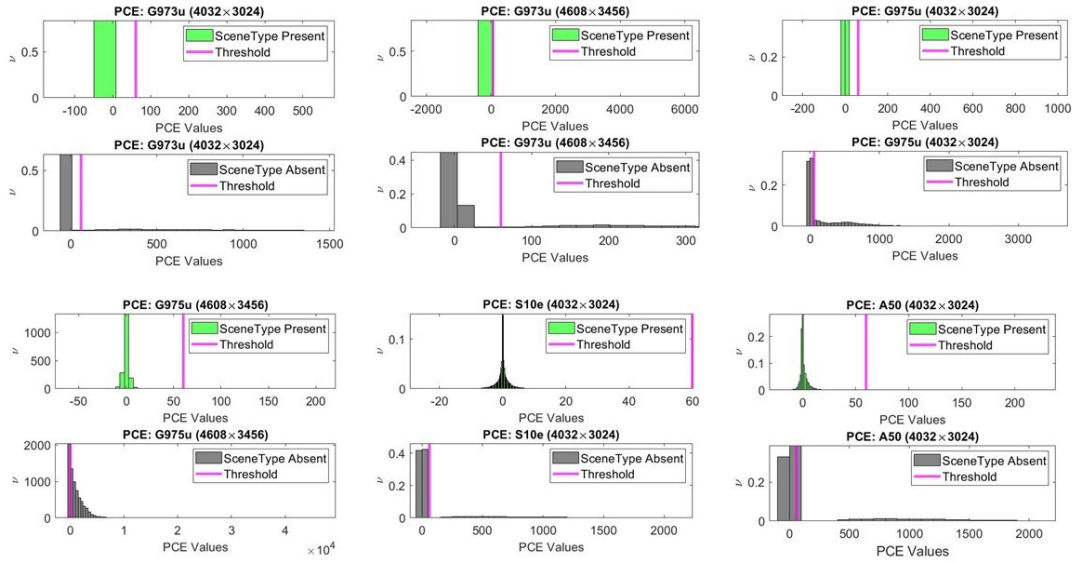 PCE: G973u (4032×3024)
0.5
0
ν
SceneType Present
Threshold
-100 0 100 200 300 400 500
PCE Values
PCE: G973u (4608×3456)
0.5
0
ν
SceneType Present
Threshold
-2000 0 2000 4000 6000
PCE Values
PCE: G975u (4032×3024)
0.2
0
ν
SceneType Present
Threshold
-200 0 200 400 600 800 1000
PCE Values
PCE: G973u (4032×3024)
0.5
0
ν
SceneType Absent
Threshold
0 500 1000 1500
PCE Values
PCE: G973u (4608×3456)
0.4
0.2
0
ν
SceneType Absent
Threshold
0 100 200 300
PCE Values
PCE: G975u (4032×3024)
0.2
0
ν
SceneType Absent
Threshold
0 1000 2000 3000
PCE Values
PCE: G975u (4608×3456)
1000
500
0
ν
SceneType Present
Threshold
-50 0 50 100 150 200
PCE Values
PCE: S10e (4032×3024)
0.1
0
ν
SceneType Present
Threshold
-20 0 20 40 60
PCE Values
PCE: A50 (4032×3024)
0.2
0.1
0
ν
SceneType Present
Threshold
0 50 100 150 200
PCE Values
PCE: G975u (4608×3456)
2000
1000
0
ν
SceneType Absent
Threshold
0 1 2 3 4
PCE Values × 10⁴
PCE: S10e (4032×3024)
0.4
0.2
0
ν
SceneType Absent
Threshold
0 500 1000 1500 2000
PCE Values
PCE: A50 (4032×3024)
0.2
0
ν
SceneType Absent
Threshold
0 500 1000 1500 2000
PCE Values